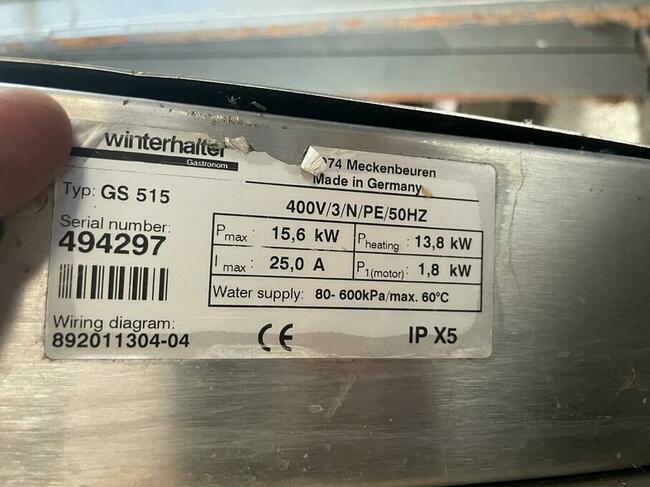 winterhalter
Gastronom
Typ: GS 515
Serial number:
494297
Wiring diagram:
892011304-04
074 Meckenbeuren
Made in Germany
400V/3/N/PE/50HZ
Pmax: 15,6 kW
Pheating: 13,8 kW
Imax: 25,0 A
P1(motor): 1,8 kW
Water supply: 80- 600kPa/max. 60°C
CE
IP X5